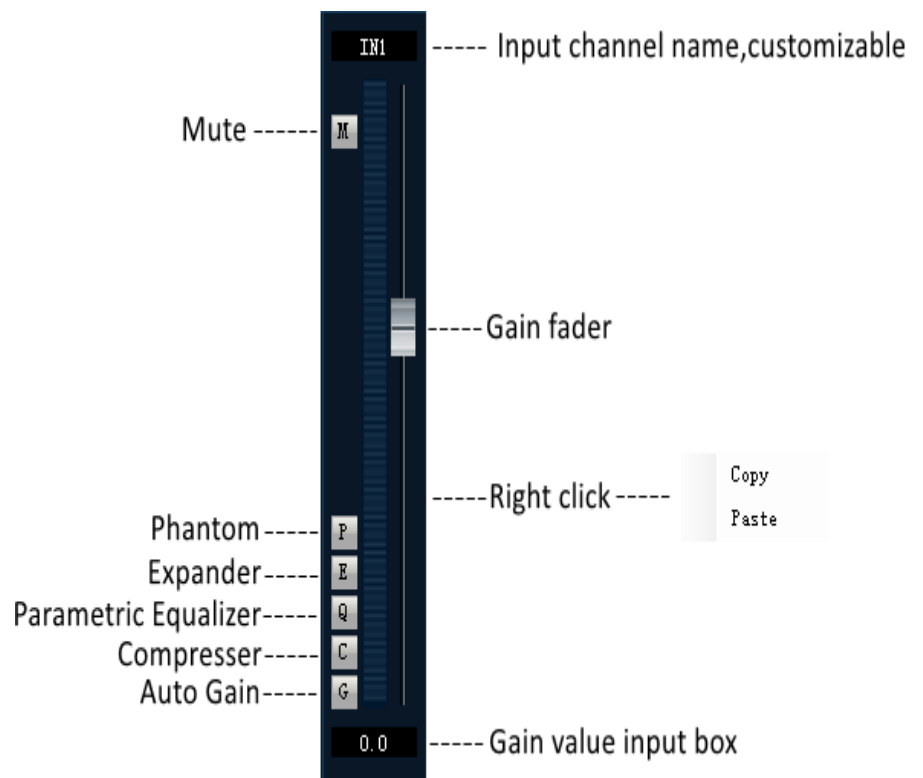 IN1
Input channel name,customizable
Mute
M
Gain fader
Right click
Copy
Paste
Phantom
P
Expander
E
Parametric Equalizer
Q
Compresser
C
Auto Gain
G
0.0
Gain value input box